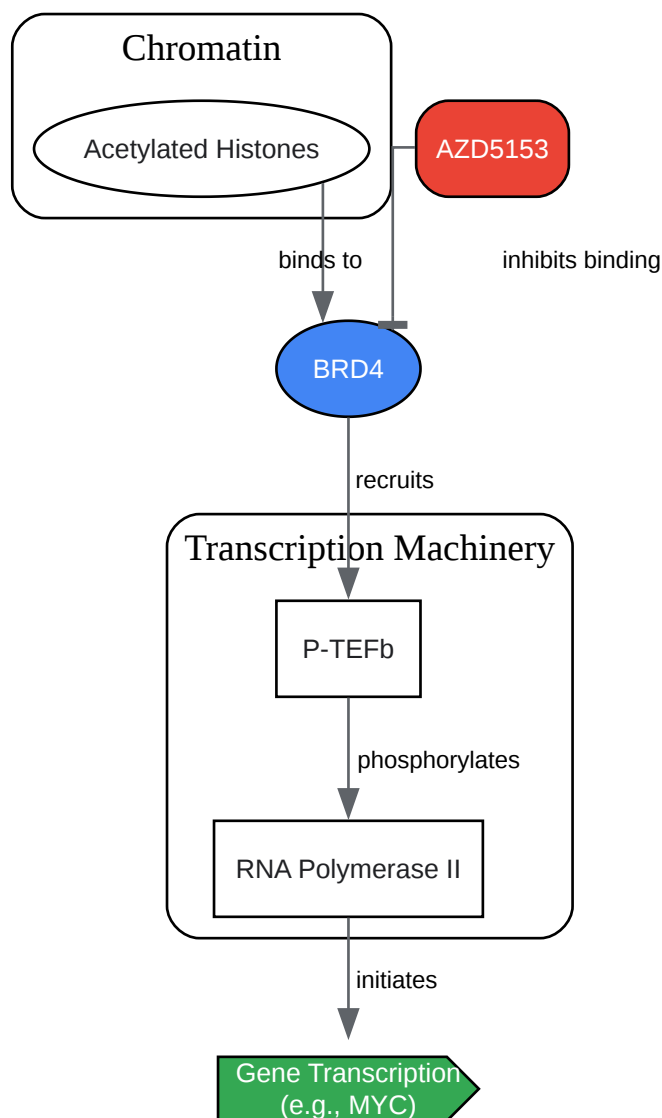 Chromatin
Acetylated Histones
AZD5153
binds to
inhibits binding
BRD4
recruits
Transcription Machinery
P-TEFb
phosphorylates
RNA Polymerase II
initiates
Gene Transcription
(e.g., MYC)